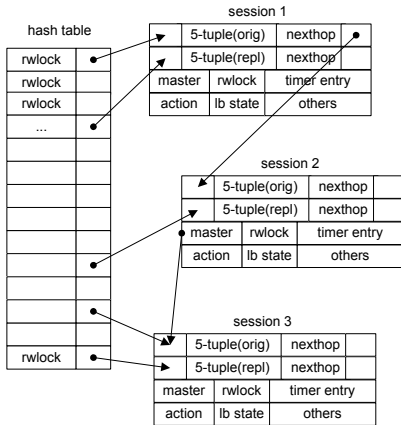 session 1
hash table
5-tuple(orig) nexthop
5-tuple(repl) nexthop
master rwlock timer entry
action lb state others
rwlock
rwlock
rwlock
...
rwlock
session 2
5-tuple(orig) nexthop
5-tuple(repl) nexthop
master rwlock timer entry
action lb state others
session 3
5-tuple(orig) nexthop
5-tuple(repl) nexthop
master rwlock timer entry
action lb state others